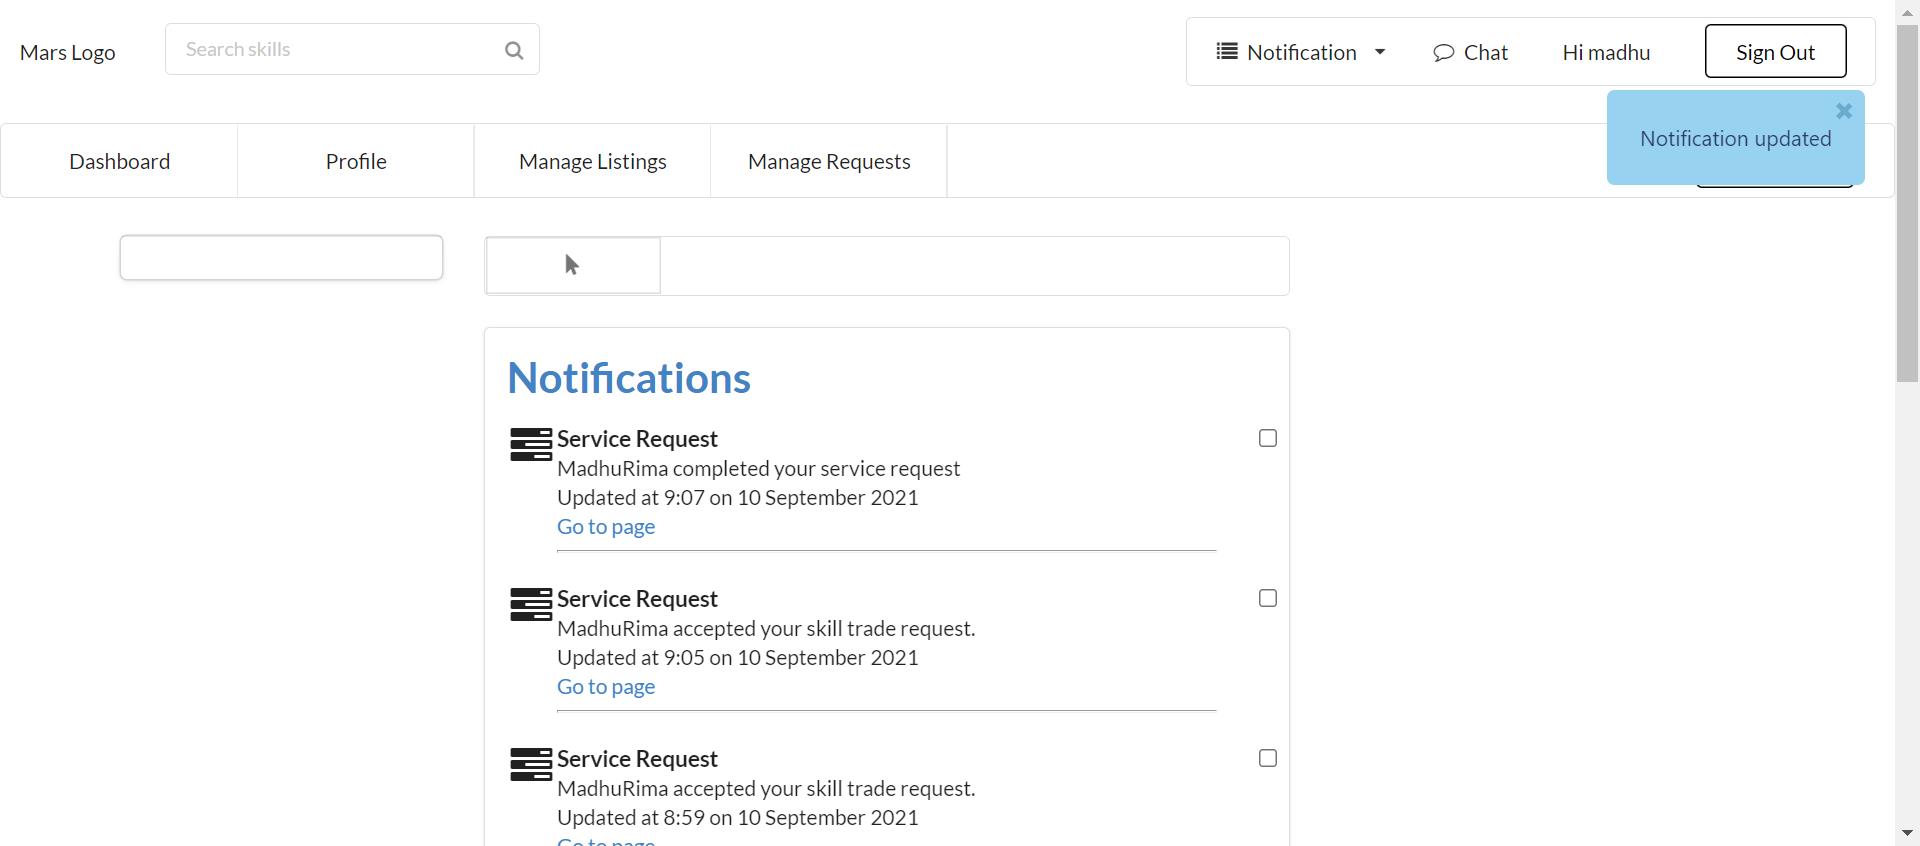 Mars Logo
Search skills
Notification
Chat
Hi madhu
Sign Out
Notification updated
Dashboard
Profile
Manage Listings
Manage Requests
Notifications
Service Request
MadhuRima completed your service request
Updated at 9:07 on 10 September 2021
Go to page
Service Request
MadhuRima accepted your skill trade request.
Updated at 9:05 on 10 September 2021
Go to page
Service Request
MadhuRima accepted your skill trade request.
Updated at 8:59 on 10 September 2021
Go to page